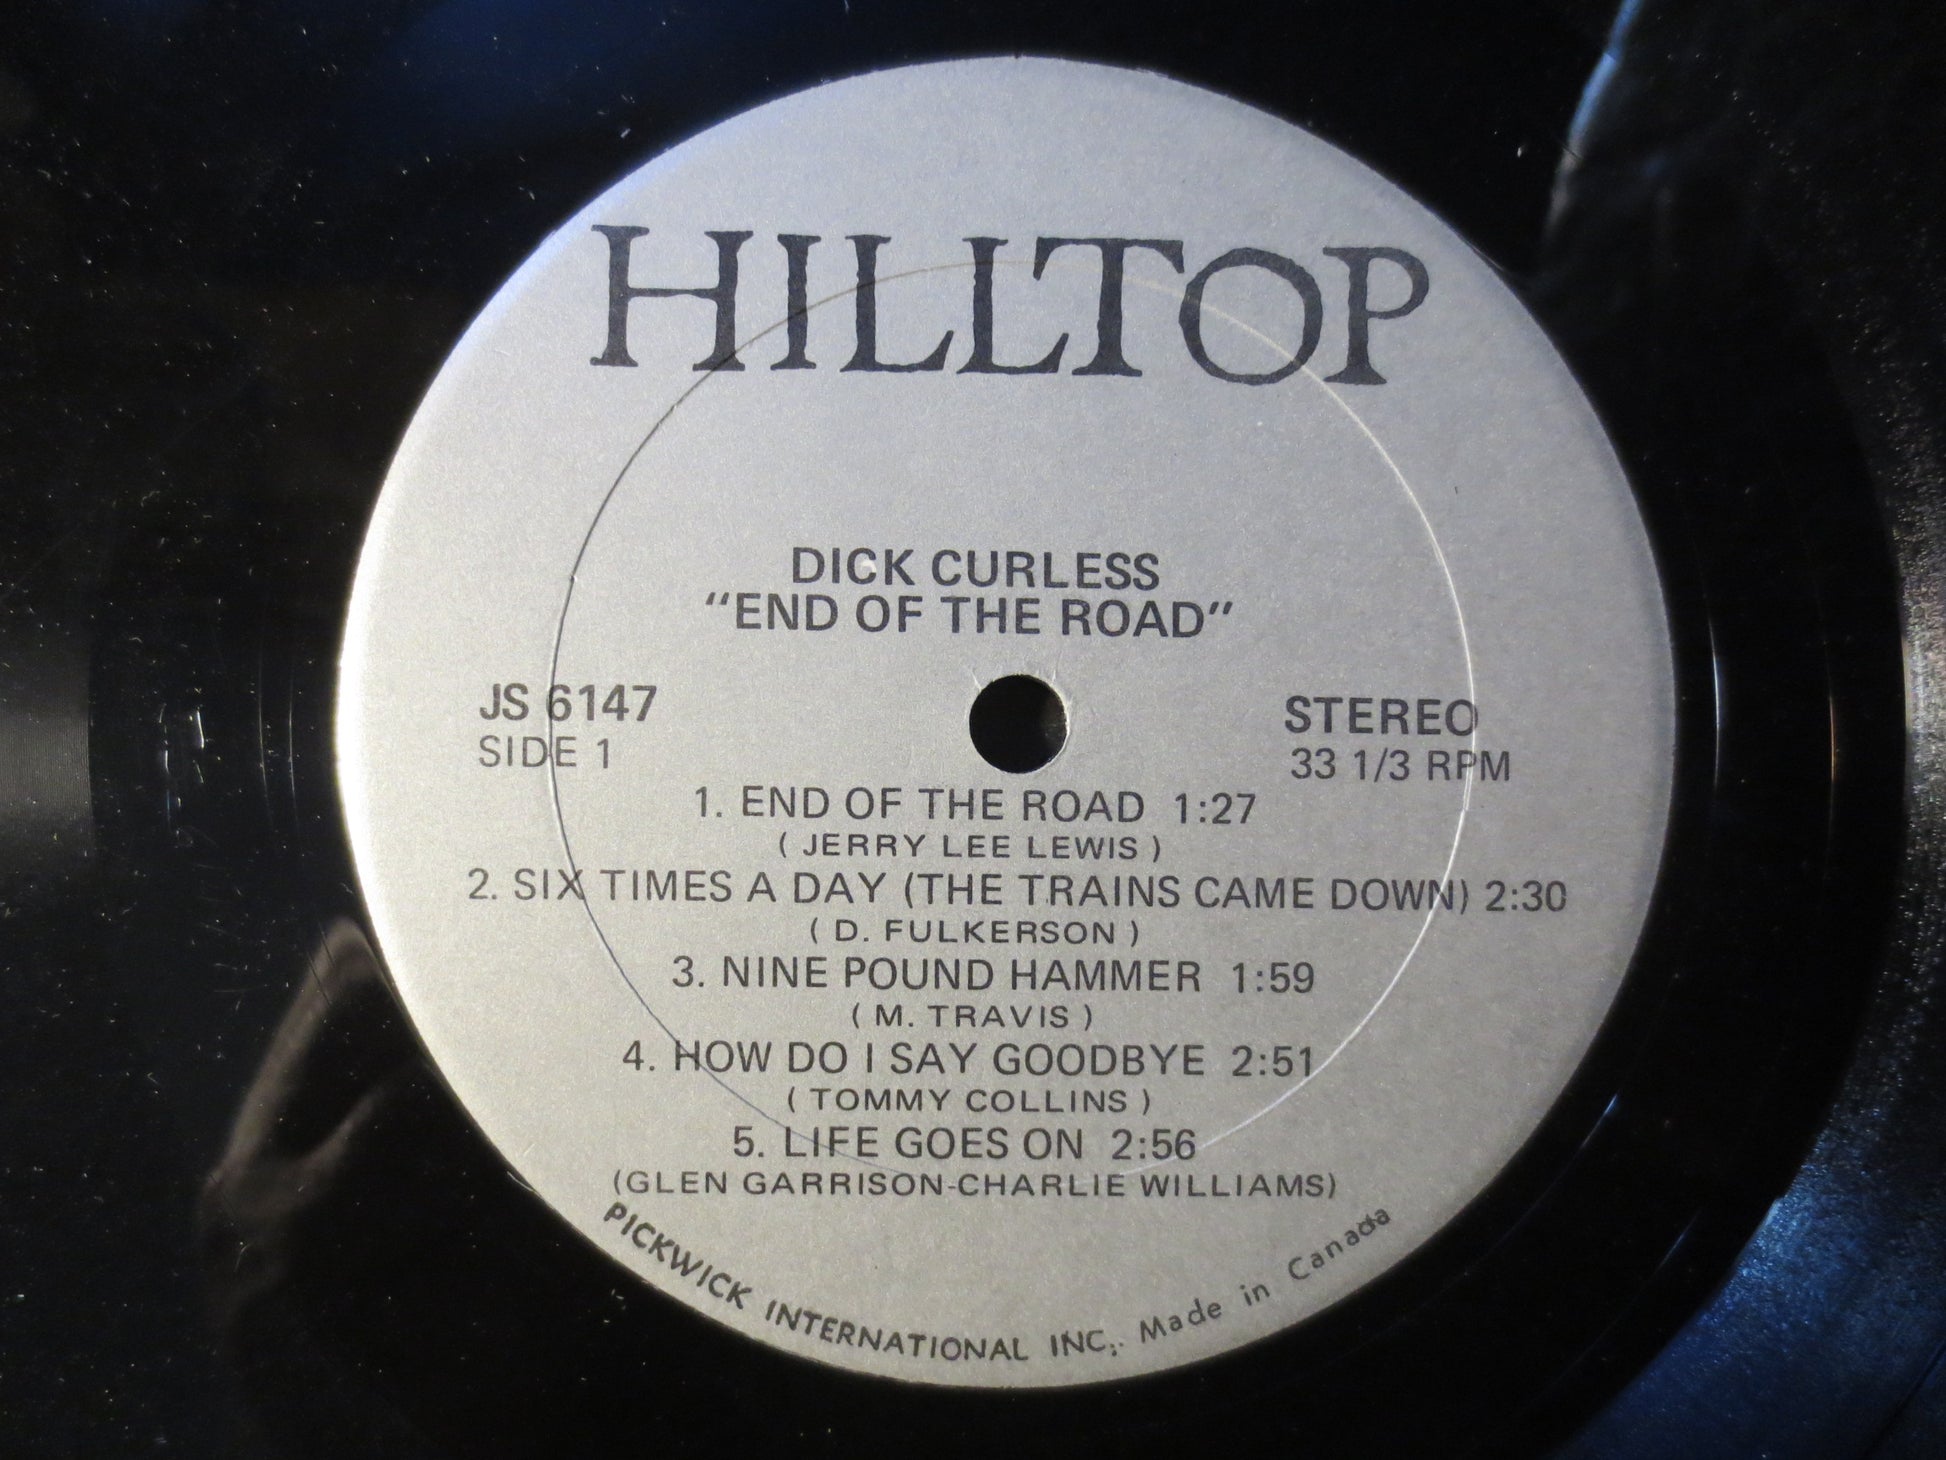 HILLTOP
DICK CURLESS
"END OF THE ROAD"
JS 6147
SIDE 1
STEREO
33 1/3 RPM
1. END OF THE ROAD 1:27
( JERRY LEE LEWIS )
2. SIX TIMES A DAY (THE TRAINS CAME DOWN) 2:30
( D. FULKERSON )
3. NINE POUND HAMMER 1:59
( M. TRAVIS )
4. HOW DO I SAY GOODBYE 2:51
( TOMMY COLLINS )
5. LIFE GOES ON 2:56
(GLEN GARRISON-CHARLIE WILLIAMS)
PICKWICK INTERNATIONAL INC,. Made in Canada